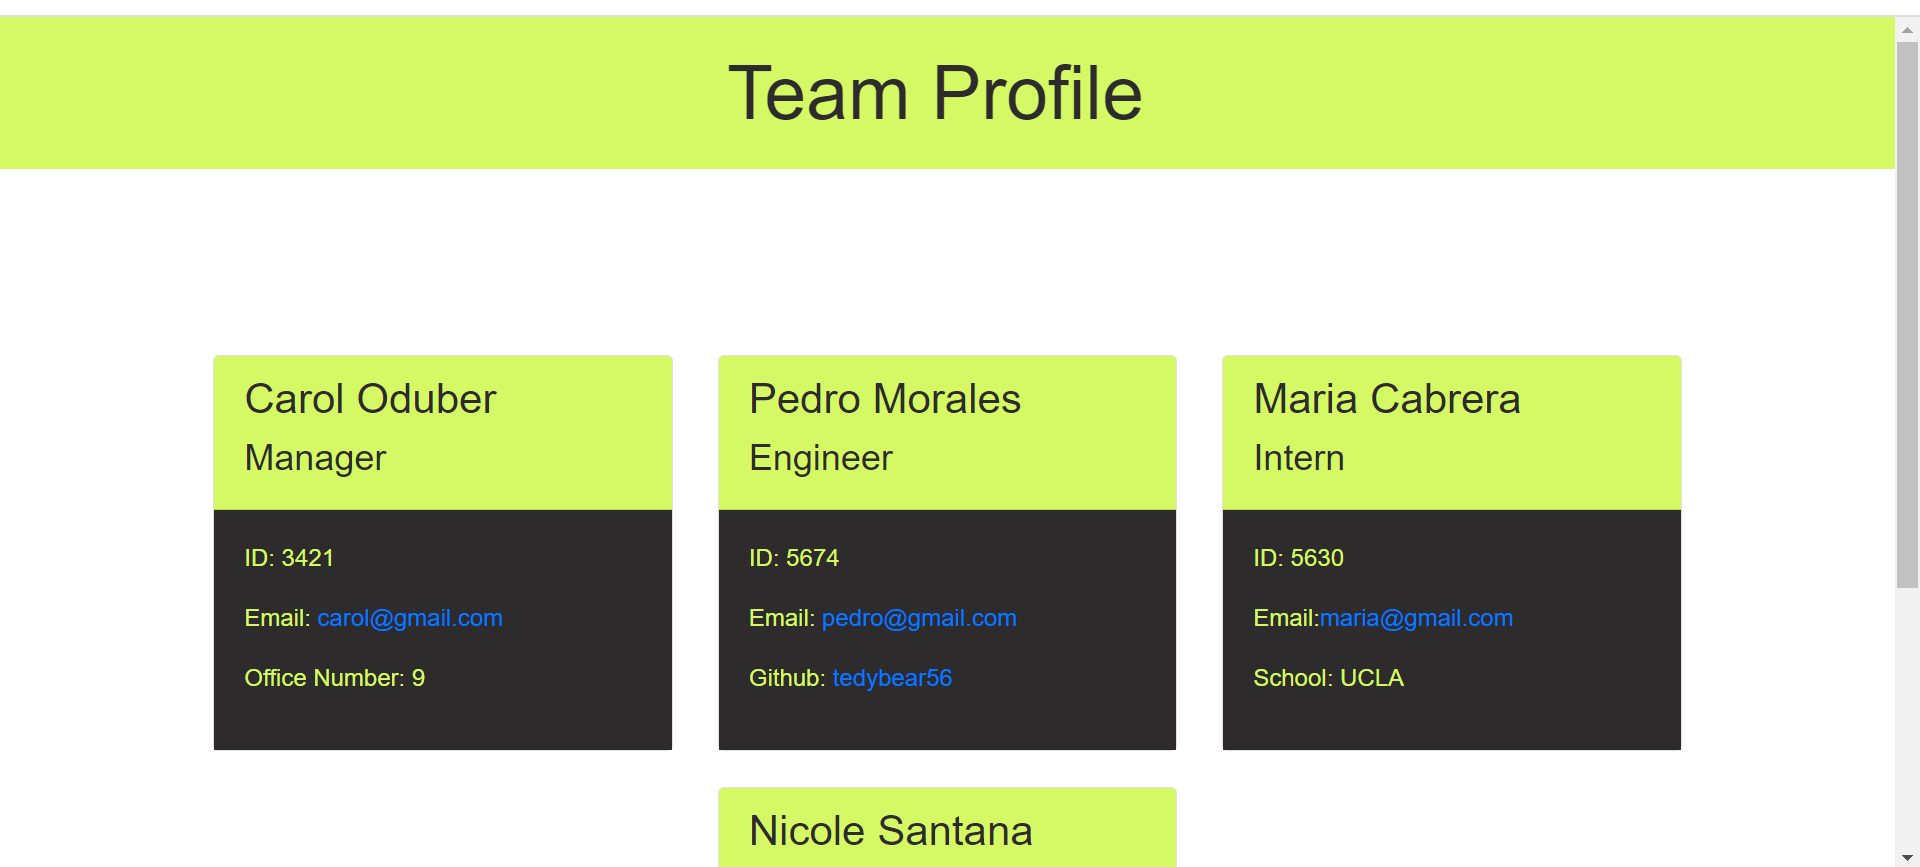 Team Profile
Carol Oduber
Manager
ID: 3421
Email: carol@gmail.com
Office Number: 9
Pedro Morales
Engineer
ID: 5674
Email: pedro@gmail.com
Github: tedybear56
Maria Cabrera
Intern
ID: 5630
Email:maria@gmail.com
School: UCLA
Nicole Santana